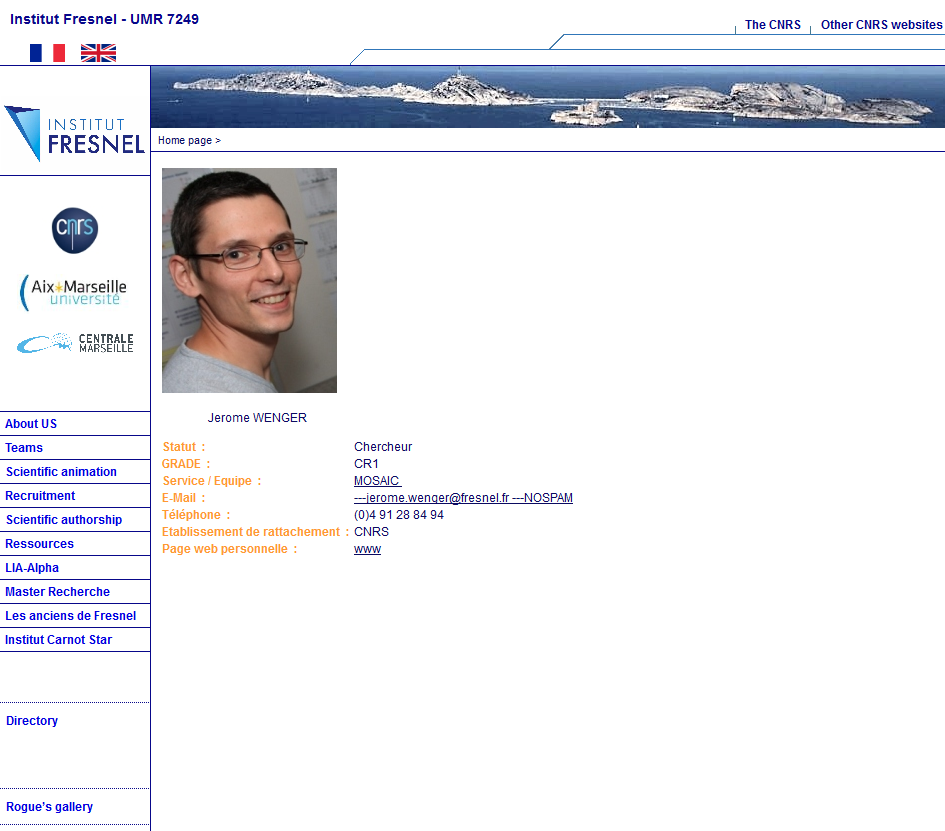 Institut Fresnel - UMR 7249
The CNRS
Other CNRS websites
INSTITUT
FRESNEL
Home page >
cnrs
Aix*Marseille
université
CENTRALE
MARSEILLE
Jerome WENGER
Statut : Chercheur
GRADE : CR1
Service / Equipe : MOSAIC
E-Mail : ---jerome.wenger@fresnel.fr ---NOSPAM
Téléphone : (0)4 91 28 84 94
Etablissement de rattachement : CNRS
Page web personnelle : www
About US
Teams
Scientific animation
Recruitment
Scientific authorship
Ressources
LIA-Alpha
Master Recherche
Les anciens de Fresnel
Institut Carnot Star
Directory
Rogue's gallery